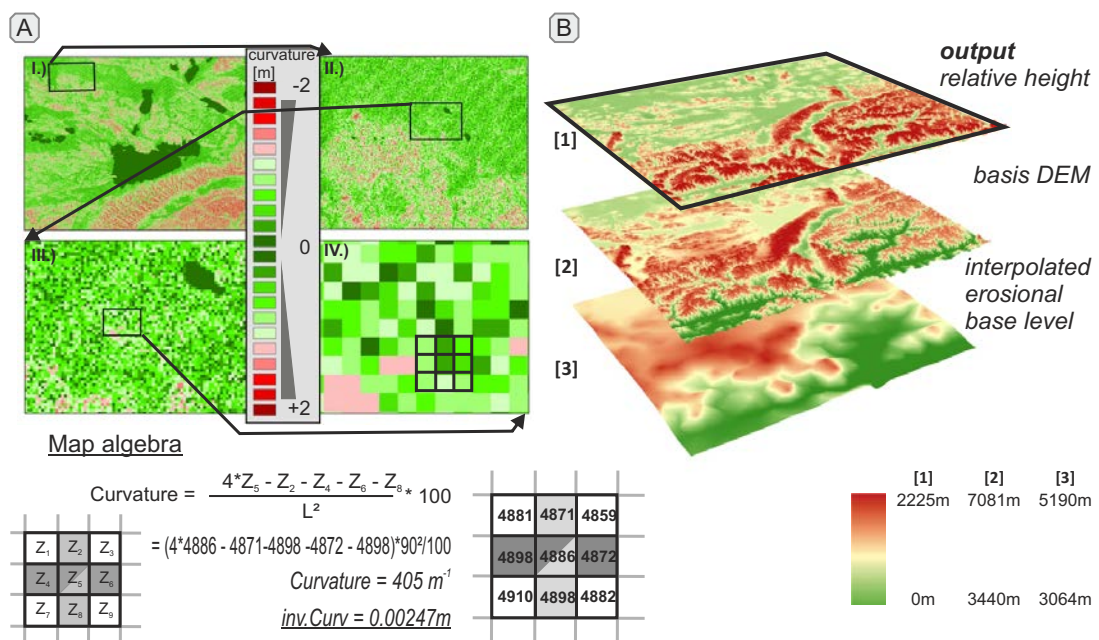 A
B
I.)
II.)
III.)
IV.)
curvature
[m]
-2
0
+2
output
relative height
basis DEM
interpolated
erosional
base level
[1]
[2]
[3]
Map algebra
Curvature = 4*Z₅ - Z₂ - Z₄ - Z₆ - Z₈ * 100
L²
= (4*4886 - 4871-4898 -4872 - 4898)*90²/100
Curvature = 405 m⁻¹
inv.Curv = 0.00247m
Z₁ Z₂ Z₃
Z₄ Z₅ Z₆
Z₇ Z₈ Z₉
4881 4871 4859
4898 4886 4872
4910 4898 4882
[1] [2] [3]
2225m 7081m 5190m
0m 3440m 3064m